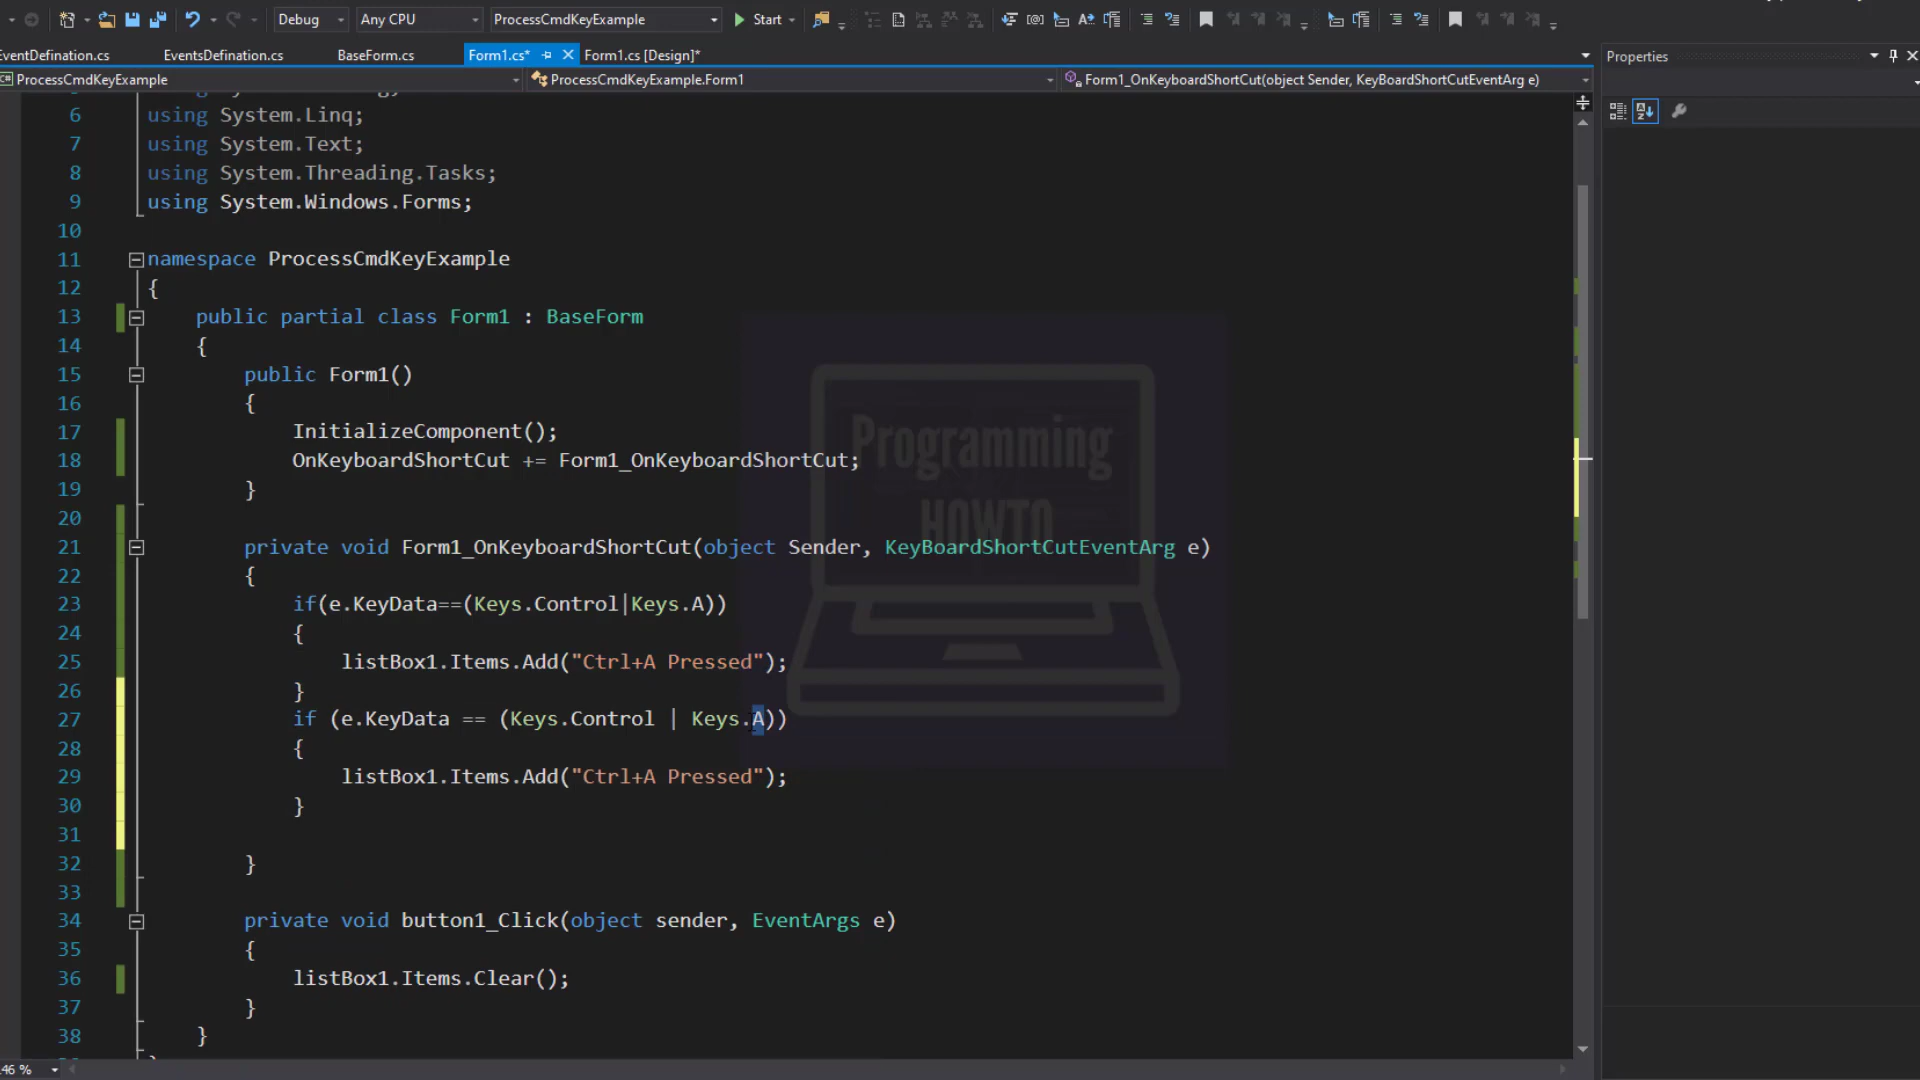 Debug Any CPU ProcessCmdKeyExample Start
EventDefination.cs EventsDefination.cs BaseForm.cs Form1.cs* Form1.cs [Design]* Properties
ProcessCmdKeyExample ProcessCmdKeyExample.Form1 Form1_OnKeyboardShortCut(object Sender, KeyBoardShortCutEventArg e)
6 using System.Linq;
7 using System.Text;
8 using System.Threading.Tasks;
9 using System.Windows.Forms;
10
11 namespace ProcessCmdKeyExample
12 {
13 public partial class Form1 : BaseForm
14 {
15 public Form1()
16 {
17 InitializeComponent();
18 OnKeyboardShortCut += Form1_OnKeyboardShortCut;
19 }
20
21 private void Form1_OnKeyboardShortCut(object Sender, KeyBoardShortCutEventArg e)
22 {
23 if(e.KeyData==(Keys.Control|Keys.A))
24 {
25 listBox1.Items.Add("Ctrl+A Pressed");
26 }
27 if (e.KeyData == (Keys.Control | Keys.A))
28 {
29 listBox1.Items.Add("Ctrl+A Pressed");
30 }
31
32 }
33
34 private void button1_Click(object sender, EventArgs e)
35 {
36 listBox1.Items.Clear();
37 }
38 }
46 %
Programming
HOWTO